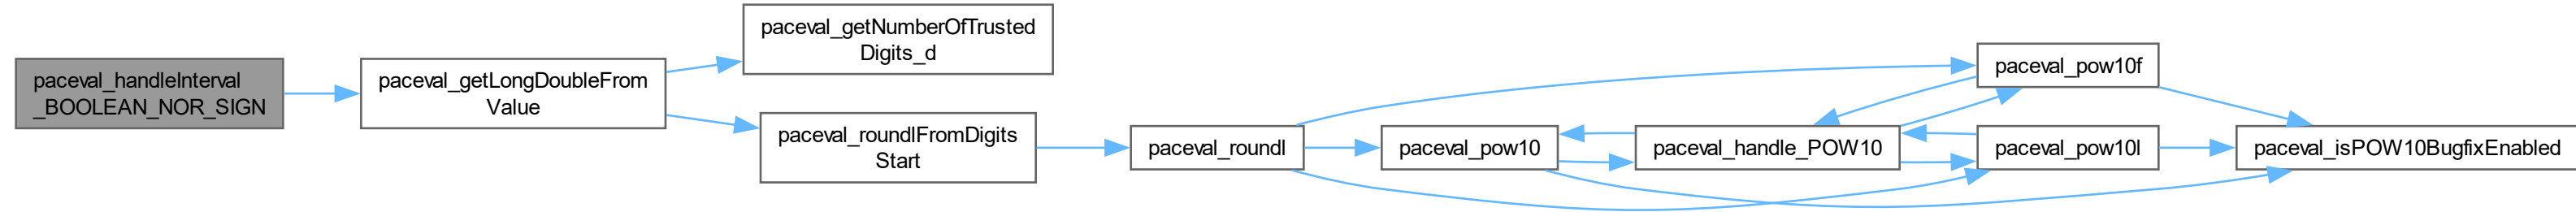 paceval_handleInterval
_BOOLEAN_NOR_SIGN
paceval_getLongDoubleFrom
Value
paceval_getNumberOfTrusted
Digits_d
paceval_roundlFromDigits
Start
paceval_roundl
paceval_pow10
paceval_handle_POW10
paceval_pow10f
paceval_pow10l
paceval_isPOW10BugfixEnabled